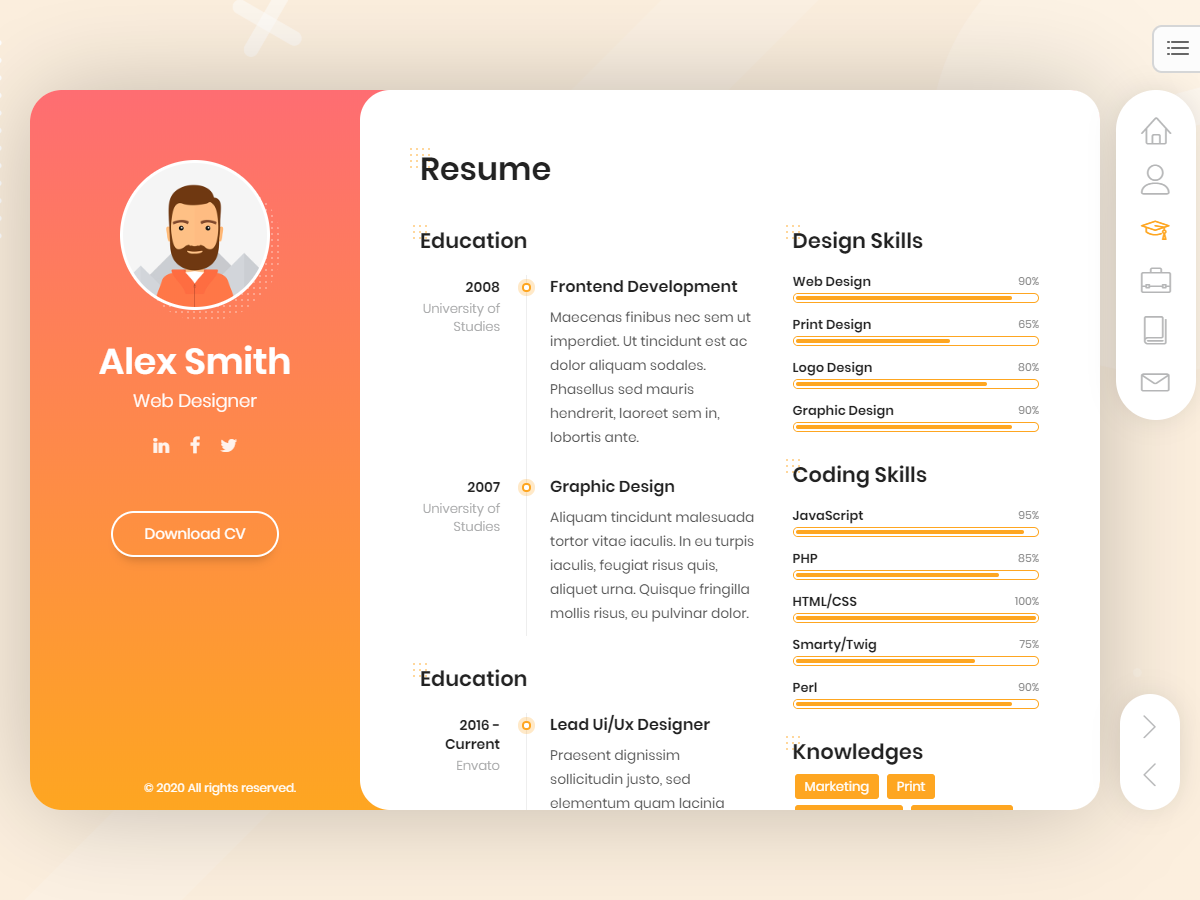 Alex Smith
Web Designer
Download CV
© 2020 All rights reserved.
Resume
Education
2008
University of
Studies
Frontend Development
Maecenas finibus nec sem ut
imperdiet. Ut tincidunt est ac
dolor aliquam sodales.
Phasellus sed mauris
hendrerit, laoreet sem in,
lobortis ante.
2007
University of
Studies
Graphic Design
Aliquam tincidunt malesuada
tortor vitae iaculis. In eu turpis
iaculis, feugiat risus quis,
aliquet urna. Quisque fringilla
mollis risus, eu pulvinar dolor.
Education
2016 -
Current
Envato
Lead Ui/Ux Designer
Praesent dignissim
sollicitudin justo, sed
elementum quam lacinia
Design Skills
Web Design 90%
Print Design 65%
Logo Design 80%
Graphic Design 90%
Coding Skills
JavaScript 95%
PHP 85%
HTML/CSS 100%
Smarty/Twig 75%
Perl 90%
Knowledges
Marketing Print